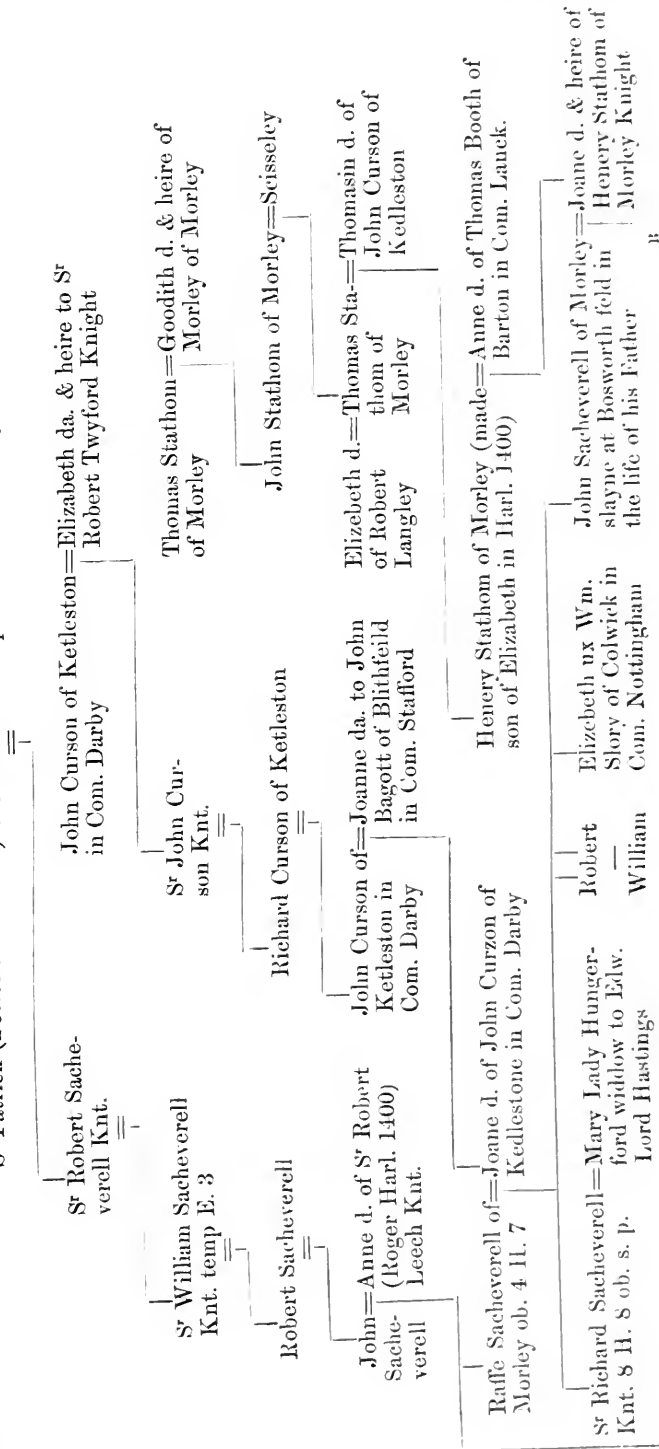 Sr Robert Sache-
verell Knt.
John Curson of Ketleston=Elizabeth da. & heire to Sr
in Com. Darby
Robert Twyford Knight
Sr William Sacheverell
Knt. temp E. 3
Sr John Cur-
son Knt.
Thomas Stathom=Goodith d. & heire of
of Morley
Morley of Morley
Robert Sacheverell
Richard Curson of Ketleston
John Stathom of Morley=Scisseley
John=Anne d. of Sr Robert
Sache-
verell
(Roger Harl. 1400)
Leech Knt.
John Curson of=Joanne da. to John
Ketleston in
Com. Darby
Bagott of Blithfeild
in Com. Stafford
Elizebeth d.=Thomas Sta-=Thomasin d. of
of Robert
Langley
thom of
Morley
John Curson of
Kedleston
Raffe Sacheverell of=Joane d. of John Curzon of
Morley ob. 4 H. 7
Kedlestone in Com. Darby
Henery Stathom of Morley (made=Anne d. of Thomas Booth of
son of Elizabeth in Harl. 1400)
Barton in Com. Lauck.
Sr Richard Sacheverell=Mary Lady Hunger-
Knt. 8 H. 8 ob. s. p.
ford widdow to Edw.
Lord Hastings
Robert
—
William
Elizebeth ux Wm.
Slory of Colwick in
Com. Nottingham
John Sacheverell of Morley=Joane d. & heire of
slayne at Bosworth feld in
the life of his Father
Henery Stathom of
Morley Knight
B